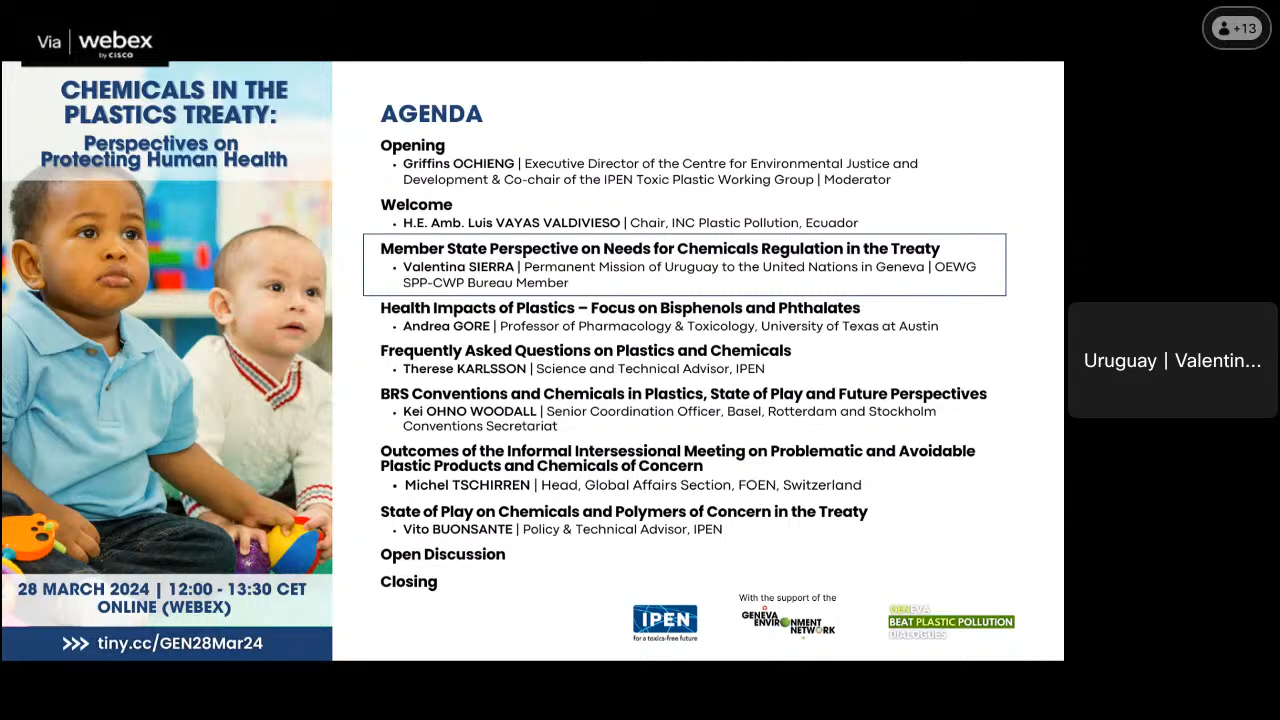 Via | webex
by CISCO
+13
CHEMICALS IN THE
PLASTICS TREATY:
Perspectives on
Protecting Human Health
28 MARCH 2024 | 12:00 - 13:30 CET
ONLINE (WEBEX)
>>> tiny.cc/GEN28Mar24
AGENDA
Opening
• Griffins OCHIENG | Executive Director of the Centre for Environmental Justice and
Development & Co-chair of the IPEN Toxic Plastic Working Group | Moderator
Welcome
• H.E. Amb. Luis VAYAS VALDIVIESO | Chair, INC Plastic Pollution, Ecuador
Member State Perspective on Needs for Chemicals Regulation in the Treaty
• Valentina SIERRA | Permanent Mission of Uruguay to the United Nations in Geneva | OEWG
SPP-CWP Bureau Member
Health Impacts of Plastics – Focus on Bisphenols and Phthalates
• Andrea GORE | Professor of Pharmacology & Toxicology, University of Texas at Austin
Frequently Asked Questions on Plastics and Chemicals
• Therese KARLSSON | Science and Technical Advisor, IPEN
BRS Conventions and Chemicals in Plastics, State of Play and Future Perspectives
• Kei OHNO WOODALL | Senior Coordination Officer, Basel, Rotterdam and Stockholm
Conventions Secretariat
Outcomes of the Informal Intersessional Meeting on Problematic and Avoidable
Plastic Products and Chemicals of Concern
• Michel TSCHIRREN | Head, Global Affairs Section, FOEN, Switzerland
State of Play on Chemicals and Polymers of Concern in the Treaty
• Vito BUONSANTE | Policy & Technical Advisor, IPEN
Open Discussion
Closing
IPEN
for a toxics-free future
With the support of the
GENEVA
ENVIRONMENT
NETWORK
GENEVA
BEAT PLASTIC POLLUTION
DIALOGUES
Uruguay | Valentin...